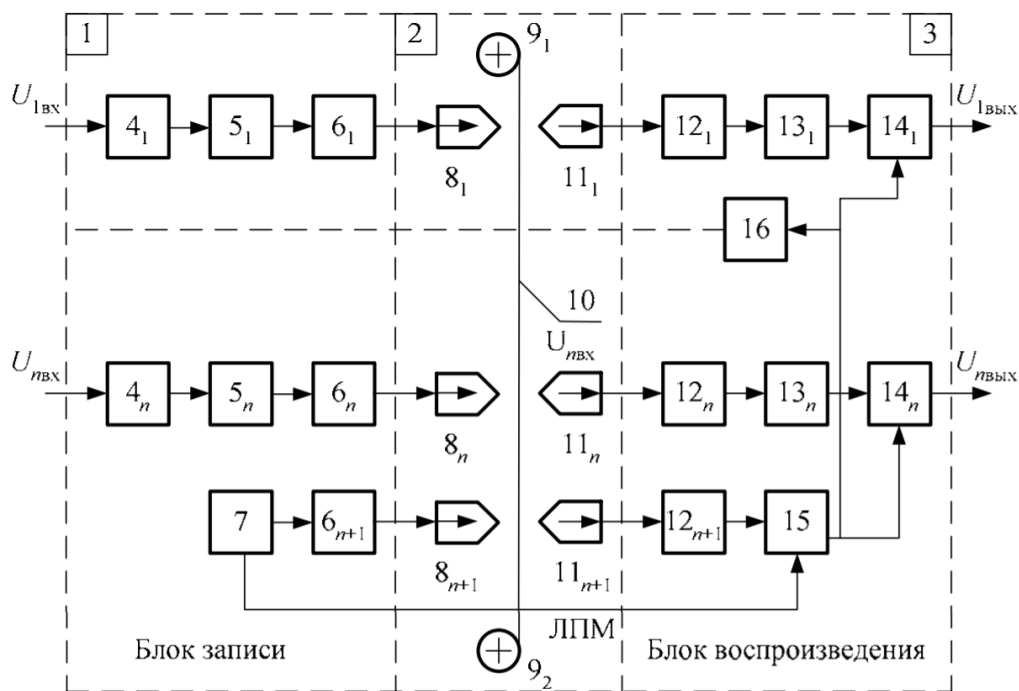 1 2 3
9₁
U₁вх 4₁ 5₁ 6₁ 8₁ 11₁ 12₁ 13₁ 14₁ U₁вых
16
10
Uₙвх
Uₙвх 4ₙ 5ₙ 6ₙ 8ₙ 11ₙ 12ₙ 13ₙ 14ₙ Uₙвых
7 6ₙ₊₁ 8ₙ₊₁ 11ₙ₊₁ 12ₙ₊₁ 15
ЛПМ
Блок записи 9₂ Блок воспроизведения